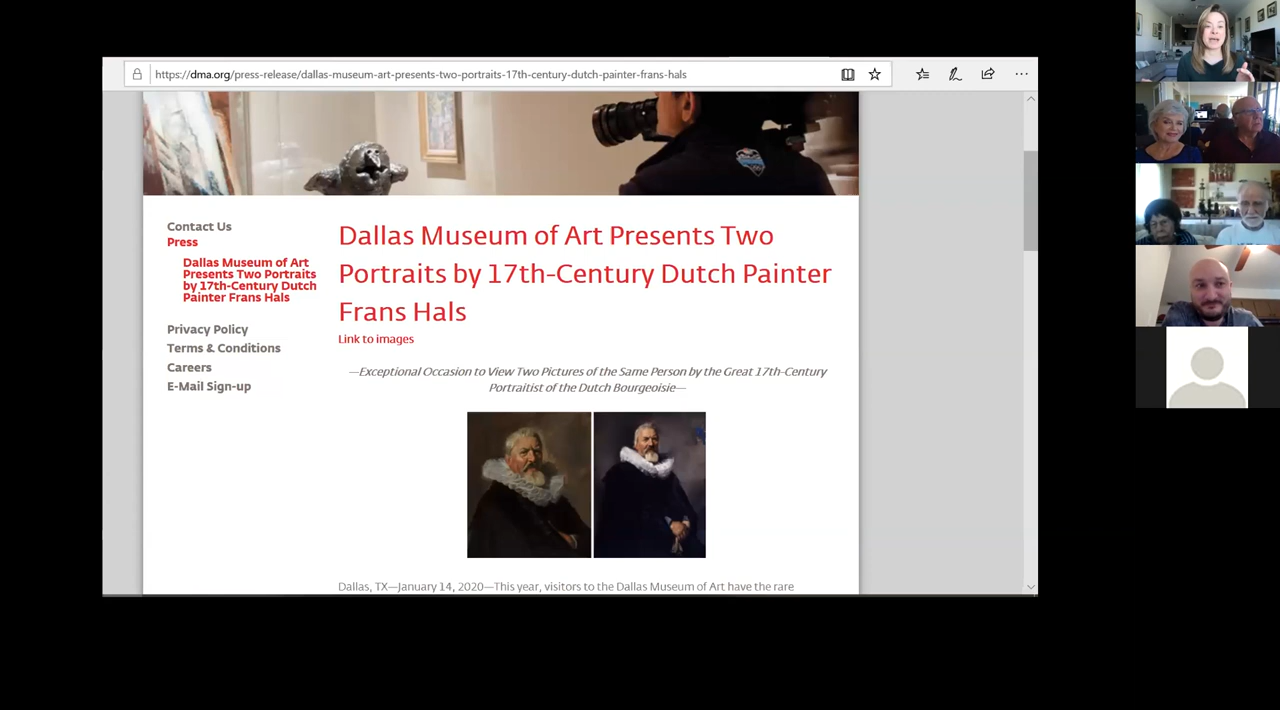 https://dma.org/press-release/dallas-museum-art-presents-two-portraits-17th-century-dutch-painter-frans-hals
Contact Us
Press
Dallas Museum of Art
Presents Two Portraits
by 17th-Century Dutch
Painter Frans Hals
Privacy Policy
Terms & Conditions
Careers
E-Mail Sign-up
Dallas Museum of Art Presents Two
Portraits by 17th-Century Dutch Painter
Frans Hals
Link to images
—Exceptional Occasion to View Two Pictures of the Same Person by the Great 17th-Century
Portraitist of the Dutch Bourgeoisie—
Dallas, TX—January 14, 2020—This year, visitors to the Dallas Museum of Art have the rare